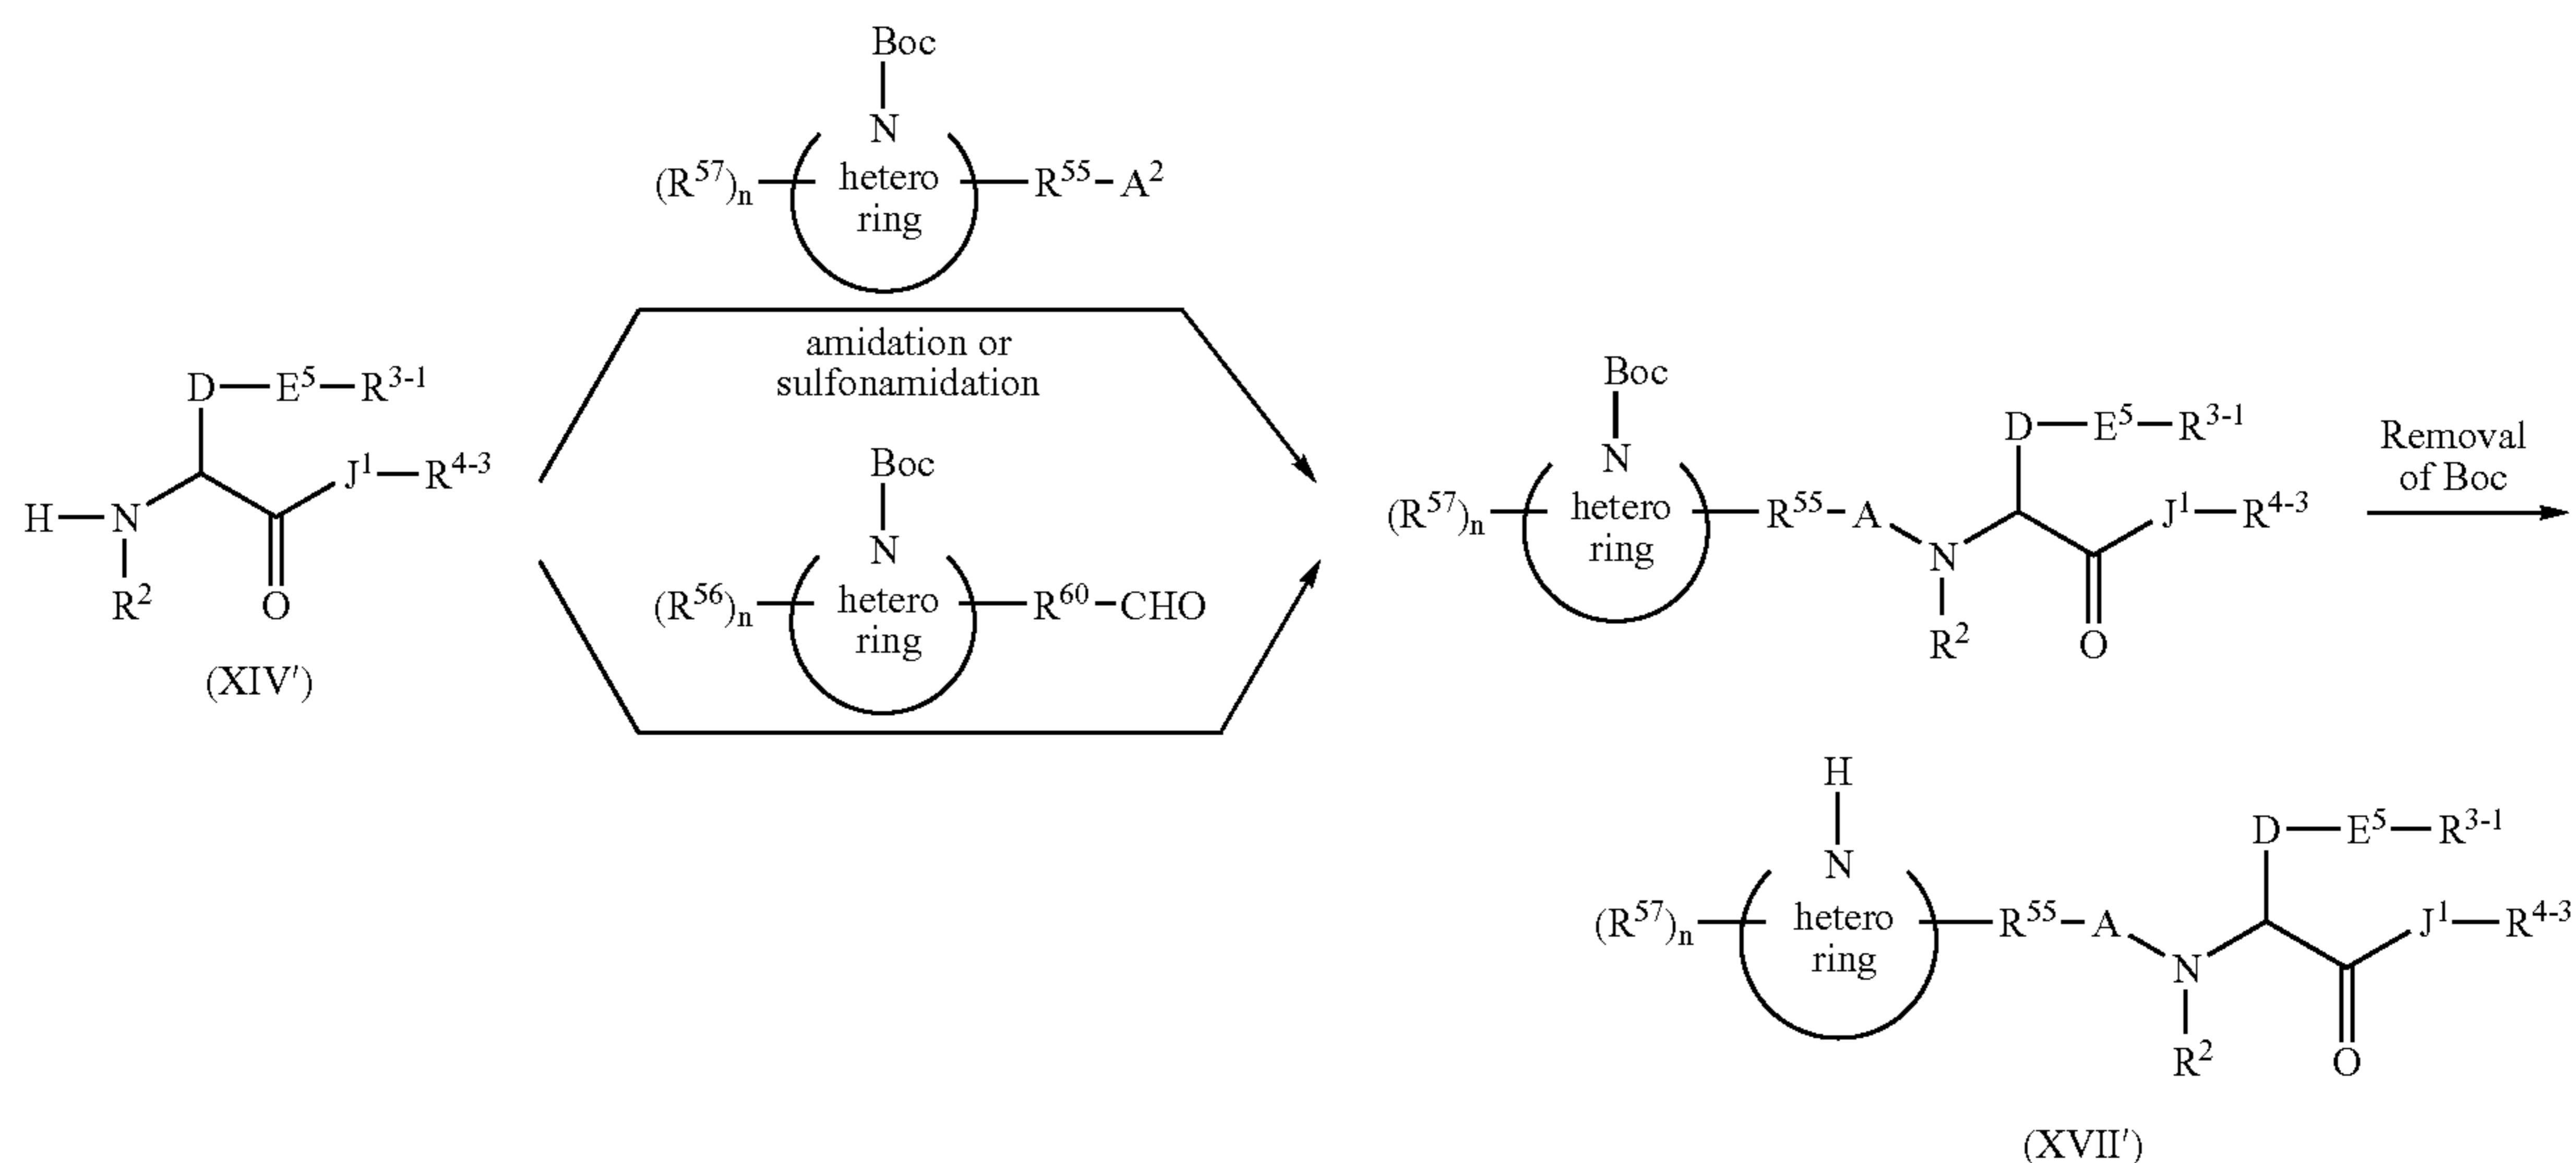 Boc
N
(R⁵⁷)ₙ hetero R⁵⁵ A²
ring
amidation or
sulfonamidation
D E⁵ R³⁻¹
J¹ R⁴⁻³
H N
R² O
(XIV′)
Boc
N
(R⁵⁶)ₙ hetero R⁶⁰ CHO
ring
Boc
N
D E⁵ R³⁻¹
(R⁵⁷)ₙ hetero R⁵⁵ A J¹ R⁴⁻³
ring
N
R² O
Removal
of Boc
H
N
D E⁵ R³⁻¹
(R⁵⁷)ₙ hetero R⁵⁵ A J¹ R⁴⁻³
ring
N
R² O
(XVII′)